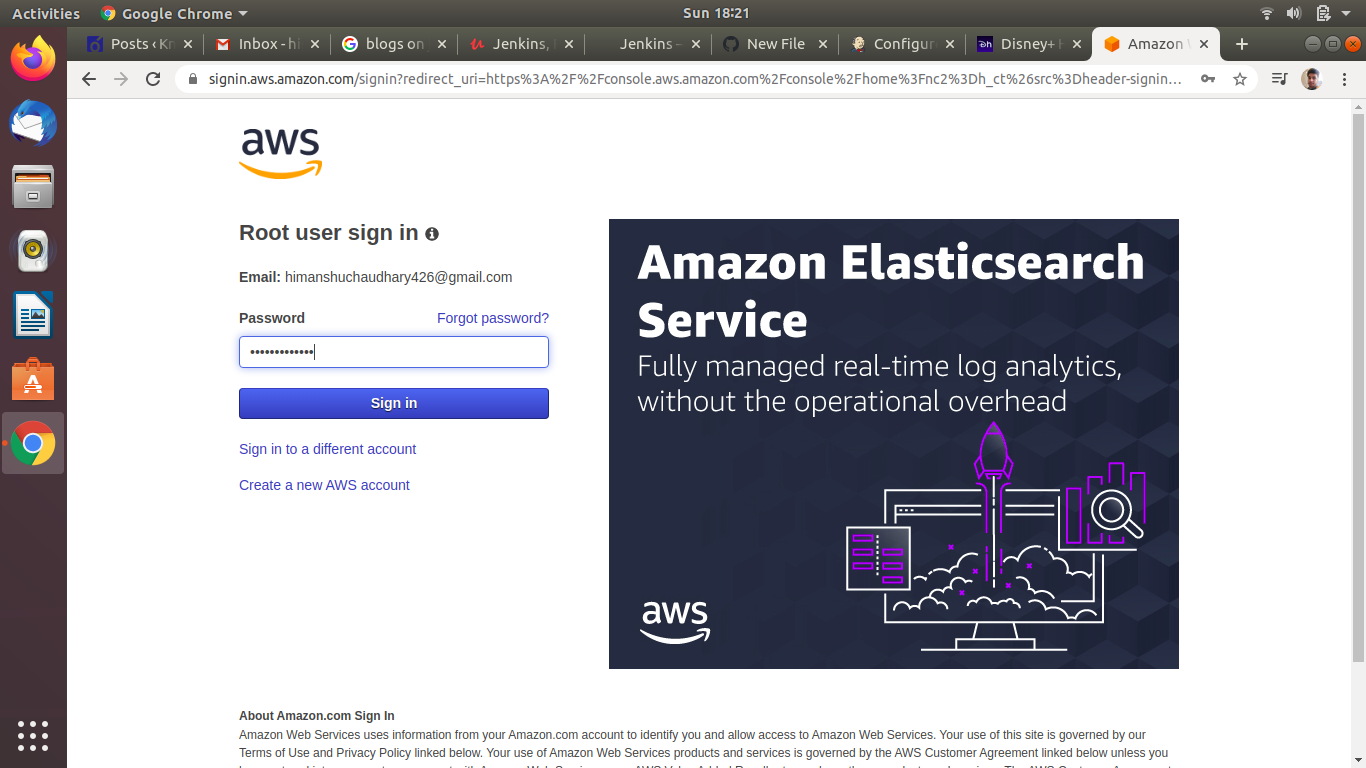 Activities Google Chrome Sun 18:21
Posts ‹ Kn Inbox - hi blogs on J Jenkins, Jenkins – New File Configur Disney+ H Amazon W
signin.aws.amazon.com/signin?redirect_uri=https%3A%2F%2Fconsole.aws.amazon.com%2Fconsole%2Fhome%3Fnc2%3Dh_ct%26src%3Dheader-signin...
aws
Root user sign in
Email: himanshuchaudhary426@gmail.com
Password Forgot password?
•••••••••••••
Sign in
Sign in to a different account
Create a new AWS account
Amazon Elasticsearch
Service
Fully managed real-time log analytics,
without the operational overhead
aws
About Amazon.com Sign In
Amazon Web Services uses information from your Amazon.com account to identify you and allow access to Amazon Web Services. Your use of this site is governed by our
Terms of Use and Privacy Policy linked below. Your use of Amazon Web Services products and services is governed by the AWS Customer Agreement linked below unless you